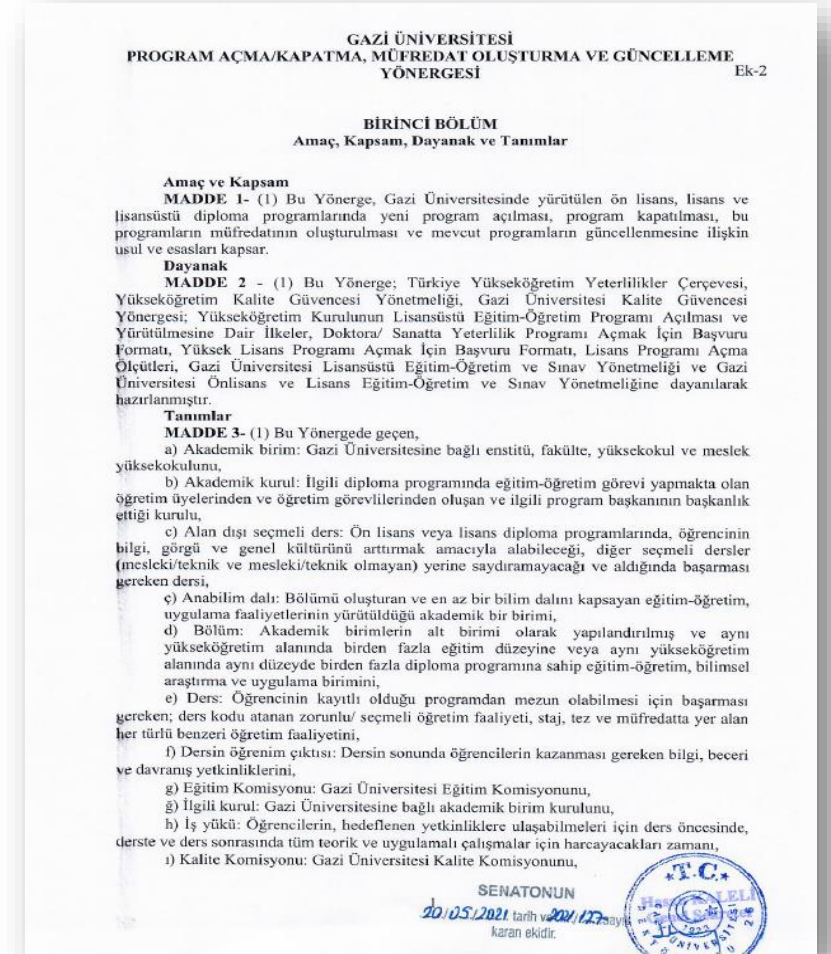 GAZİ ÜNİVERSİTESİ
PROGRAM AÇMA/KAPATMA, MÜFREDAT OLUŞTURMA VE GÜNCELLEME
YÖNERGESİ
Ek-2
BİRİNCİ BÖLÜM
Amaç, Kapsam, Dayanak ve Tanımlar
Amaç ve Kapsam
MADDE 1- (1) Bu Yönerge, Gazi Üniversitesinde yürütülen ön lisans, lisans ve
lisansüstü diploma programlarında yeni program açılması, program kapatılması, bu
programların müfredatının oluşturulması ve mevcut programların güncellenmesine ilişkin
usul ve esasları kapsar.
Dayanak
MADDE 2 - (1) Bu Yönerge; Türkiye Yükseköğretim Yeterlilikler Çerçevesi,
Yükseköğretim Kalite Güvencesi Yönetmeliği, Gazi Üniversitesi Kalite Güvencesi
Yönergesi; Yükseköğretim Kurulunun Lisansüstü Eğitim-Öğretim Programı Açılması ve
Yürütülmesine Dair İlkeler, Doktora/ Sanatta Yeterlilik Programı Açmak İçin Başvuru
Formatı, Yüksek Lisans Programı Açmak İçin Başvuru Formatı, Lisans Programı Açma
Ölçütleri, Gazi Üniversitesi Lisansüstü Eğitim-Öğretim ve Sınav Yönetmeliği ve Gazi
Üniversitesi Önlisans ve Lisans Eğitim-Öğretim ve Sınav Yönetmeliğine dayanılarak
hazırlanmıştır.
Tanımlar
MADDE 3- (1) Bu Yönergede geçen,
a) Akademik birim: Gazi Üniversitesine bağlı enstitü, fakülte, yüksekokul ve meslek
yüksekokulunu,
b) Akademik kurul: İlgili diploma programında eğitim-öğretim görevi yapmakta olan
öğretim üyelerinden ve öğretim görevlilerinden oluşan ve ilgili program başkanının başkanlık
ettiği kurulu,
c) Alan dışı seçmeli ders: Ön lisans veya lisans diploma programlarında, öğrencinin
bilgi, görgü ve genel kültürünü arttırmak amacıyla alabileceği, diğer seçmeli dersler
(mesleki/teknik ve mesleki/teknik olmayan) yerine saydıramayacağı ve aldığında başarması
gereken dersi,
ç) Anabilim dalı: Bölümü oluşturan ve en az bir bilim dalını kapsayan eğitim-öğretim,
uygulama faaliyetlerinin yürütüldüğü akademik bir birimi,
d) Bölüm: Akademik birimlerin alt birimi olarak yapılandırılmış ve aynı
yükseköğretim alanında birden fazla eğitim düzeyine veya aynı yükseköğretim
alanında aynı düzeyde birden fazla diploma programına sahip eğitim-öğretim, bilimsel
araştırma ve uygulama birimini,
e) Ders: Öğrencinin kayıtlı olduğu programdan mezun olabilmesi için başarması
gereken; ders kodu atanan zorunlu/ seçmeli öğretim faaliyeti, staj, tez ve müfredatta yer alan
her türlü benzeri öğretim faaliyetini,
f) Dersin öğrenim çıktısı: Dersin sonunda öğrencilerin kazanması gereken bilgi, beceri
ve davranış yetkinliklerini,
g) Eğitim Komisyonu: Gazi Üniversitesi Eğitim Komisyonunu,
ğ) İlgili kurul: Gazi Üniversitesine bağlı akademik birim kurulunu,
h) İş yükü: Öğrencilerin, hedeflenen yetkinliklere ulaşabilmeleri için ders öncesinde,
derste ve ders sonrasında tüm teorik ve uygulamalı çalışmalar için harcayacakları zamanı,
ı) Kalite Komisyonu: Gazi Üniversitesi Kalite Komisyonunu,
SENATONUN
20/05/2021 tarih ve 2021/127 sayılı
karan ekidir.
T.C.
KALELİ